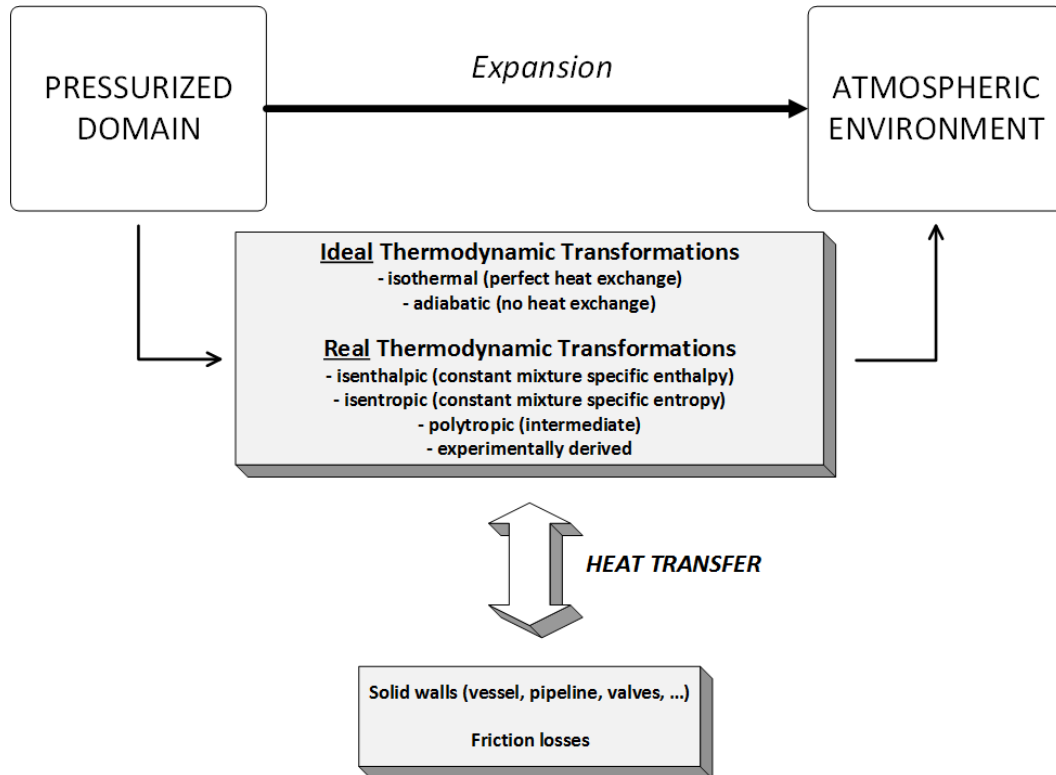 PRESSURIZED
DOMAIN
Expansion
ATMOSPHERIC
ENVIRONMENT
Ideal Thermodynamic Transformations
- isothermal (perfect heat exchange)
- adiabatic (no heat exchange)
Real Thermodynamic Transformations
- isenthalpic (constant mixture specific enthalpy)
- isentropic (constant mixture specific entropy)
- polytropic (intermediate)
- experimentally derived
HEAT TRANSFER
Solid walls (vessel, pipeline, valves, ...)
Friction losses